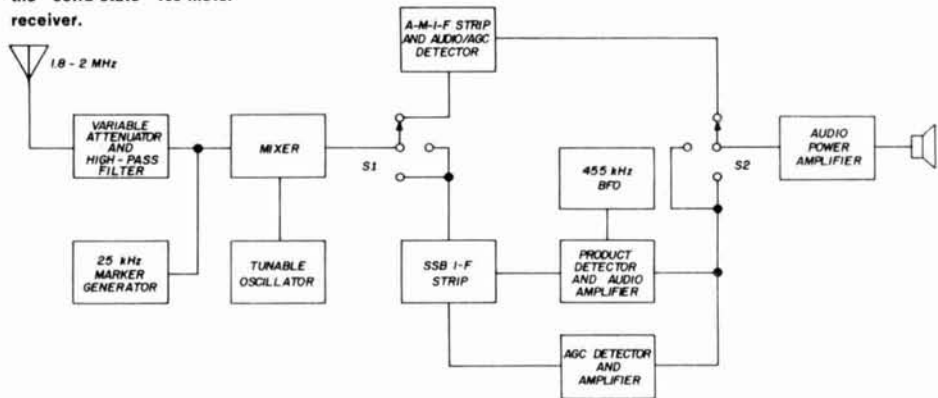 the solid-state 160-meter
receiver.
1.8 - 2 MHz
VARIABLE
ATTENUATOR
AND
HIGH-PASS
FILTER
MIXER
25 kHz
MARKER
GENERATOR
TUNABLE
OSCILLATOR
A-M-I-F STRIP
AND AUDIO/AGC
DETECTOR
S1
SSB I-F
STRIP
455 kHz
BFO
PRODUCT
DETECTOR
AND AUDIO
AMPLIFIER
AGC DETECTOR
AND
AMPLIFIER
S2
AUDIO
POWER
AMPLIFIER